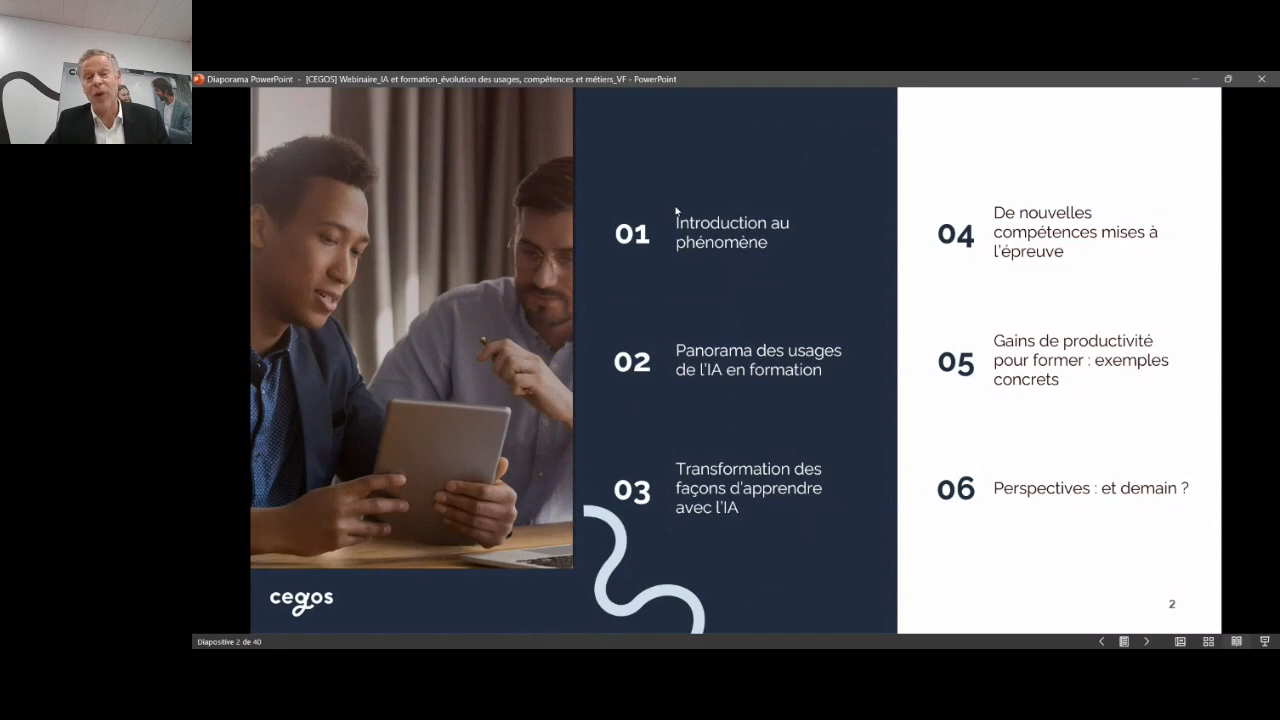 Diaporama PowerPoint - [CEGOS] Webinaire_IA et formation_évolution des usages, compétences et métiers_VF - PowerPoint
01
Introduction au
phénomène
02
Panorama des usages
de l'IA en formation
03
Transformation des
façons d'apprendre
avec l'IA
04
De nouvelles
compétences mises à
l'épreuve
05
Gains de productivité
pour former : exemples
concrets
06
Perspectives : et demain ?
cegos
2
Diapositive 2 de 40